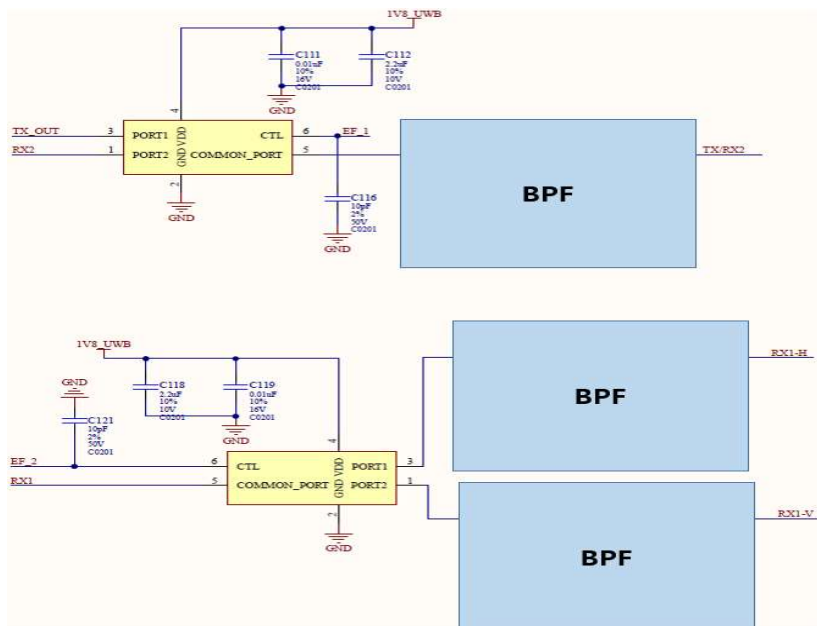 1V8_UWB
C111
0.01uF
10%
16V
C0201
C112
2.2uF
10%
10V
C0201
GND
4
TX_OUT 3 PORT1 VDD CTL 6 EF_1
RX2 1 PORT2 GND COMMON_PORT 5
2
GND
C116
10pF
2%
50V
C0201
GND
BPF
TX/RX2
1V8_UWB
GND
C118
2.2uF
10%
10V
C0201
C119
0.01uF
10%
16V
C0201
GND
C121
10pF
2%
50V
C0201
4
EF_2 6 CTL VDD PORT1 3
RX1 5 COMMON_PORT GND PORT2 1
2
GND
BPF
RX1-H
BPF
RX1-V